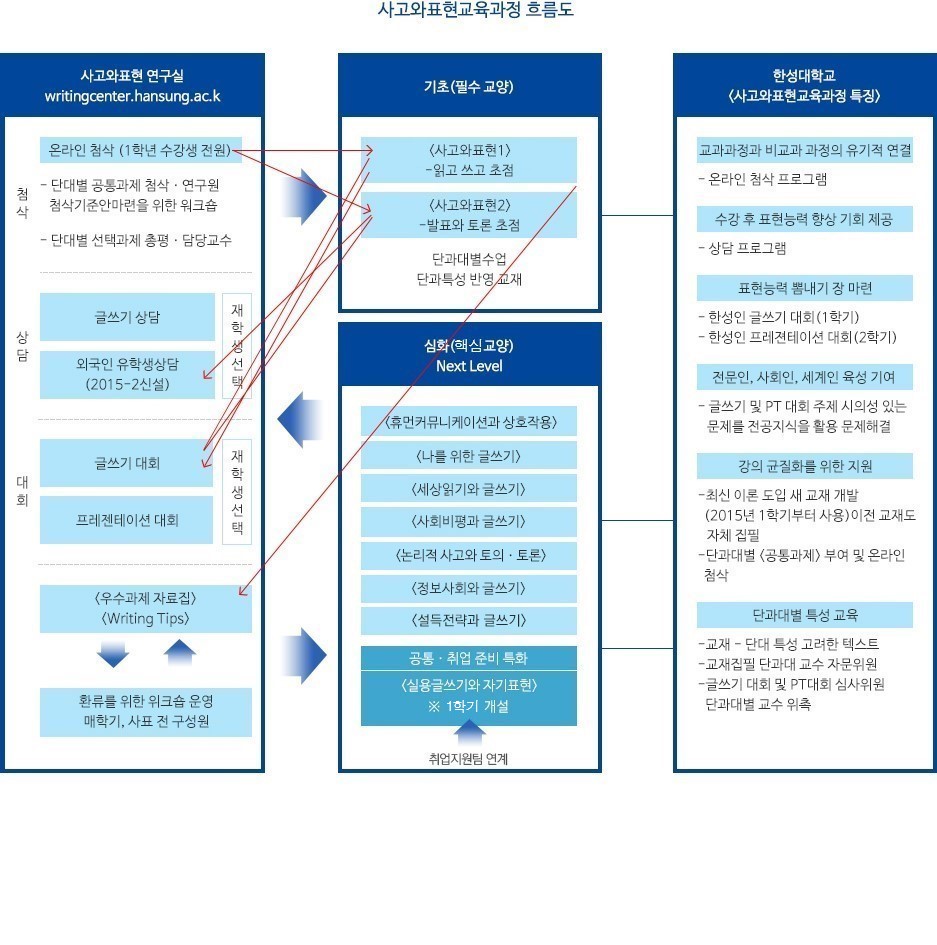 사고와표현교육과정 흐름도
사고와표현 연구실
writingcenter.hansung.ac.k
첨삭
온라인 첨삭 (1학년 수강생 전원)
- 단대별 공통과제 첨삭 · 연구원
첨삭기준안마련을 위한 워크숍
- 단대별 선택과제 총평 · 담당교수
상담
글쓰기 상담
외국인 유학생상담
(2015-2신설)
재학생선택
대회
글쓰기 대회
프레젠테이션 대회
재학생선택
〈우수과제 자료집〉
〈Writing Tips〉
환류를 위한 워크숍 운영
매학기, 사표 전 구성원
기초(필수 교양)
〈사고와표현1〉
-읽고 쓰고 초점
〈사고와표현2〉
-발표와 토론 초점
단과대별수업
단과특성 반영 교재
심화(핵심교양)
Next Level
〈휴먼커뮤니케이션과 상호작용〉
〈나를 위한 글쓰기〉
〈세상읽기와 글쓰기〉
〈사회비평과 글쓰기〉
〈논리적 사고와 토의 · 토론〉
〈정보사회와 글쓰기〉
〈설득전략과 글쓰기〉
공통 · 취업 준비 특화
〈실용글쓰기와 자기표현〉
※ 1학기 개설
취업지원팀 연계
한성대학교
〈사고와표현교육과정 특징〉
교과과정과 비교과 과정의 유기적 연결
- 온라인 첨삭 프로그램
수강 후 표현능력 향상 기회 제공
- 상담 프로그램
표현능력 뽐내기 장 마련
- 한성인 글쓰기 대회(1학기)
- 한성인 프레젠테이션 대회(2학기)
전문인, 사회인, 세계인 육성 기여
- 글쓰기 및 PT 대회 주제 시의성 있는
문제를 전공지식을 활용 문제해결
강의 균질화를 위한 지원
-최신 이론 도입 새 교재 개발
(2015년 1학기부터 사용)이전 교재도
자체 집필
-단과대별 〈공통과제〉 부여 및 온라인
첨삭
단과대별 특성 교육
-교재 - 단대 특성 고려한 텍스트
-교재집필 단과대 교수 자문위원
-글쓰기 대회 및 PT대회 심사위원
단과대별 교수 위촉